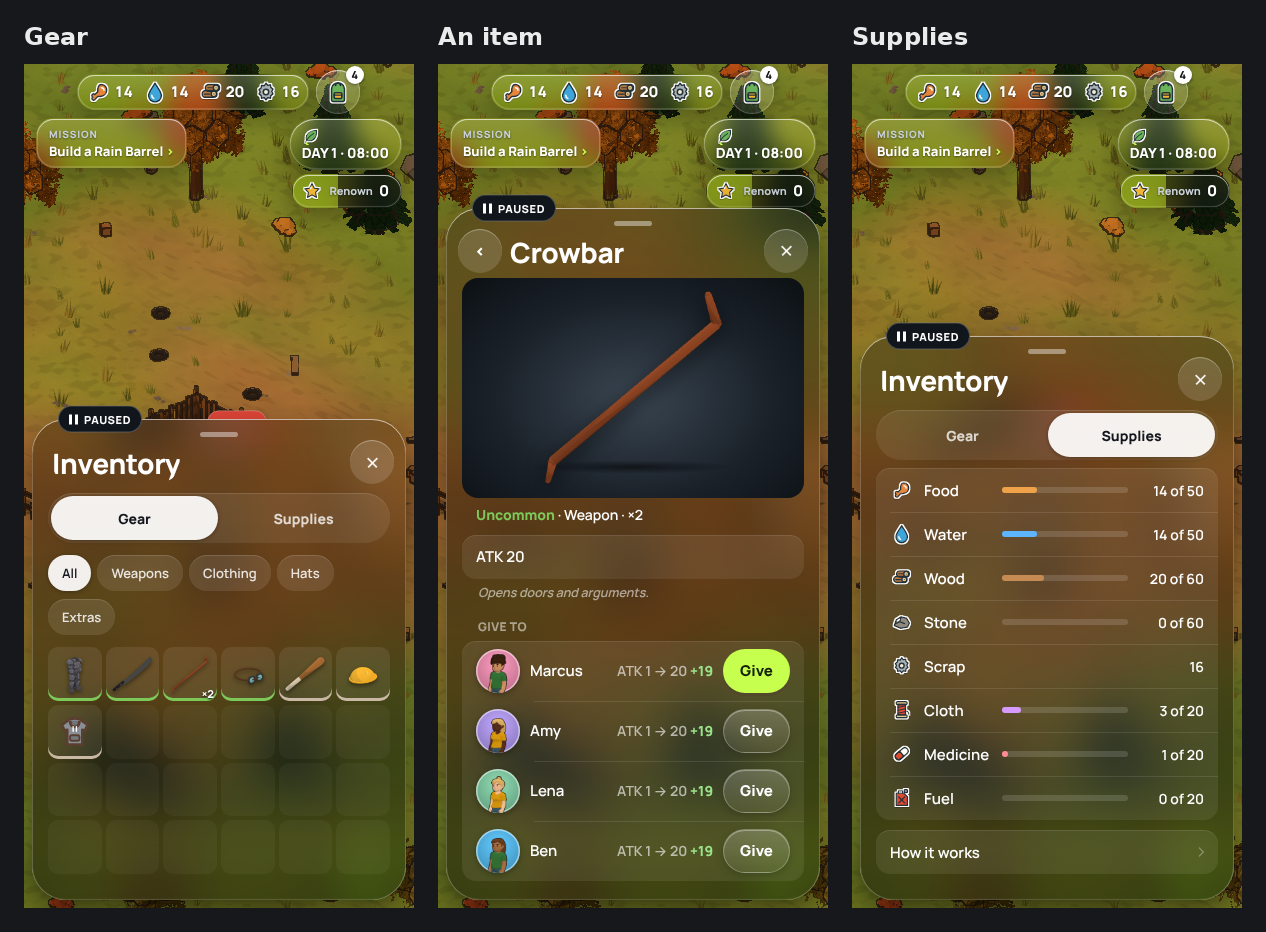 Gear
14 14 20 16 4
MISSION
Build a Rain Barrel ›
DAY 1 · 08:00
Renown 0
PAUSED
Inventory
Gear Supplies
All Weapons Clothing Hats
Extras
×2
An item
14 14 20 16 4
MISSION
Build a Rain Barrel ›
DAY 1 · 08:00
Renown 0
PAUSED
Crowbar
Uncommon · Weapon · ×2
ATK 20
Opens doors and arguments.
GIVE TO
Marcus ATK 1 → 20 +19 Give
Amy ATK 1 → 20 +19 Give
Lena ATK 1 → 20 +19 Give
Ben ATK 1 → 20 +19 Give
Supplies
14 14 20 16 4
MISSION
Build a Rain Barrel ›
DAY 1 · 08:00
Renown 0
PAUSED
Inventory
Gear Supplies
Food 14 of 50
Water 14 of 50
Wood 20 of 60
Stone 0 of 60
Scrap 16
Cloth 3 of 20
Medicine 1 of 20
Fuel 0 of 20
How it works